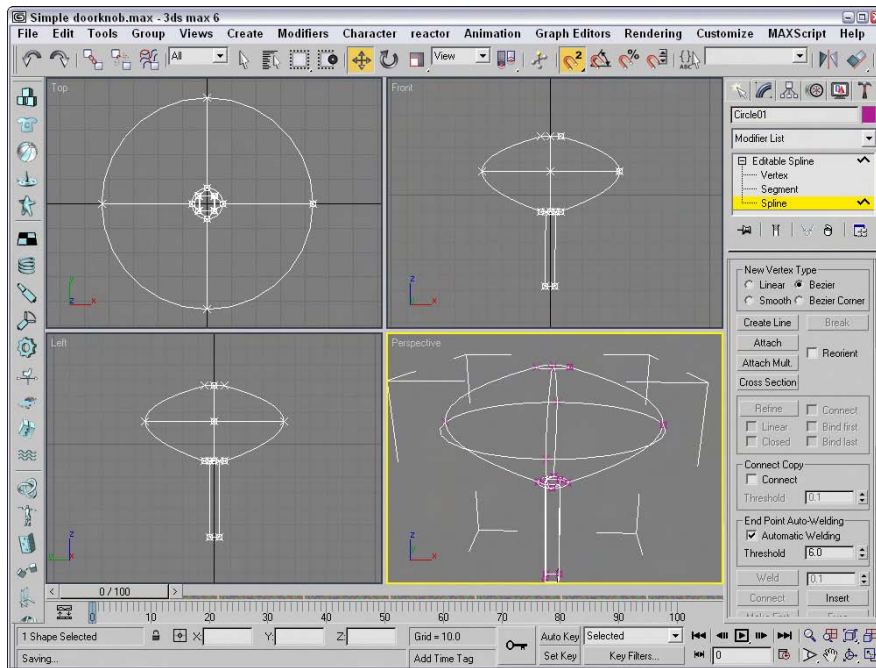 Simple doorknob.max - 3ds max 6
File Edit Tools Group Views Create Modifiers Character reactor Animation Graph Editors Rendering Customize MAXScript Help
All
View
Top
Front
Left
Perspective
Circle01
Modifier List
Editable Spline
Vertex
Segment
Spline
New Vertex Type
Linear Bezier
Smooth Bezier Corner
Create Line Break
Attach
Reorient
Attach Mult.
Cross Section
Refine Connect
Linear Bind first
Closed Bind last
Connect Copy
Connect
Threshold 0.1
End Point Auto-Welding
Automatic Welding
Threshold 6.0
Weld 0.1
Connect Insert
0 / 100
0 10 20 30 40 50 60 70 80 90 100
1 Shape Selected X: Y: Z: Grid = 10.0 Auto Key Selected
Saving... Add Time Tag Set Key Key Filters... 0